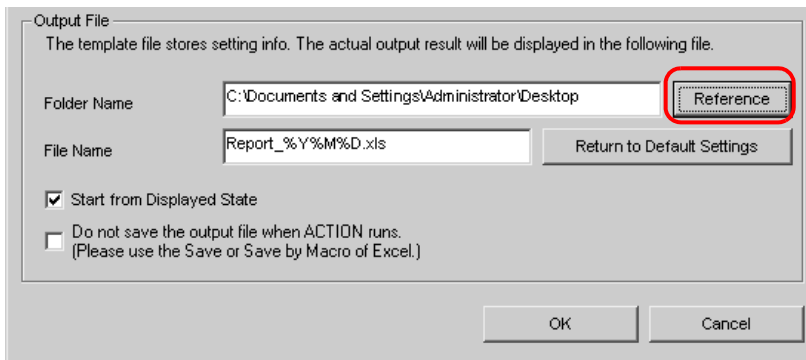 Output File
The template file stores setting info. The actual output result will be displayed in the following file.
Folder Name C:\Documents and Settings\Administrator\Desktop Reference
File Name Report_%Y%M%D.xls Return to Default Settings
Start from Displayed State
Do not save the output file when ACTION runs.
(Please use the Save or Save by Macro of Excel.)
OK Cancel